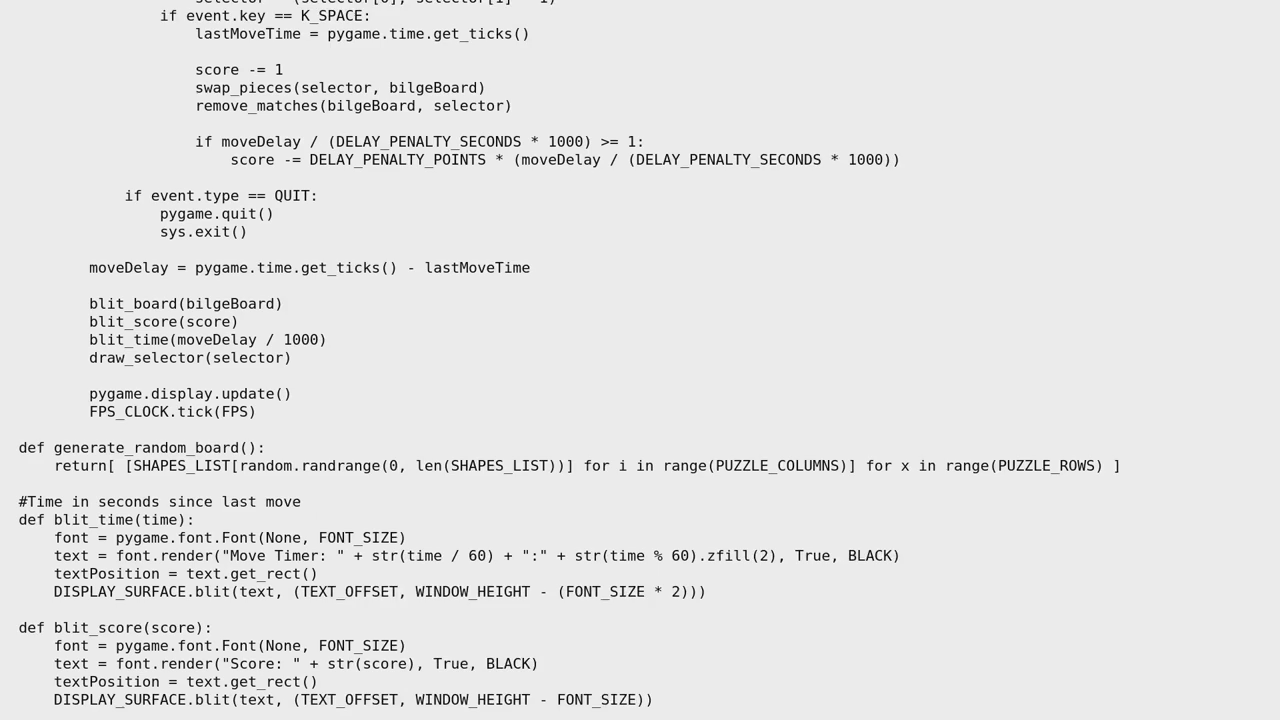 selector = (selector[0], selector[1] - 1)
if event.key == K_SPACE:
lastMoveTime = pygame.time.get_ticks()
score -= 1
swap_pieces(selector, bilgeBoard)
remove_matches(bilgeBoard, selector)
if moveDelay / (DELAY_PENALTY_SECONDS * 1000) >= 1:
score -= DELAY_PENALTY_POINTS * (moveDelay / (DELAY_PENALTY_SECONDS * 1000))
if event.type == QUIT:
pygame.quit()
sys.exit()
moveDelay = pygame.time.get_ticks() - lastMoveTime
blit_board(bilgeBoard)
blit_score(score)
blit_time(moveDelay / 1000)
draw_selector(selector)
pygame.display.update()
FPS_CLOCK.tick(FPS)
def generate_random_board():
return[ [SHAPES_LIST[random.randrange(0, len(SHAPES_LIST))] for i in range(PUZZLE_COLUMNS)] for x in range(PUZZLE_ROWS) ]
#Time in seconds since last move
def blit_time(time):
font = pygame.font.Font(None, FONT_SIZE)
text = font.render("Move Timer: " + str(time / 60) + ":" + str(time % 60).zfill(2), True, BLACK)
textPosition = text.get_rect()
DISPLAY_SURFACE.blit(text, (TEXT_OFFSET, WINDOW_HEIGHT - (FONT_SIZE * 2)))
def blit_score(score):
font = pygame.font.Font(None, FONT_SIZE)
text = font.render("Score: " + str(score), True, BLACK)
textPosition = text.get_rect()
DISPLAY_SURFACE.blit(text, (TEXT_OFFSET, WINDOW_HEIGHT - FONT_SIZE))